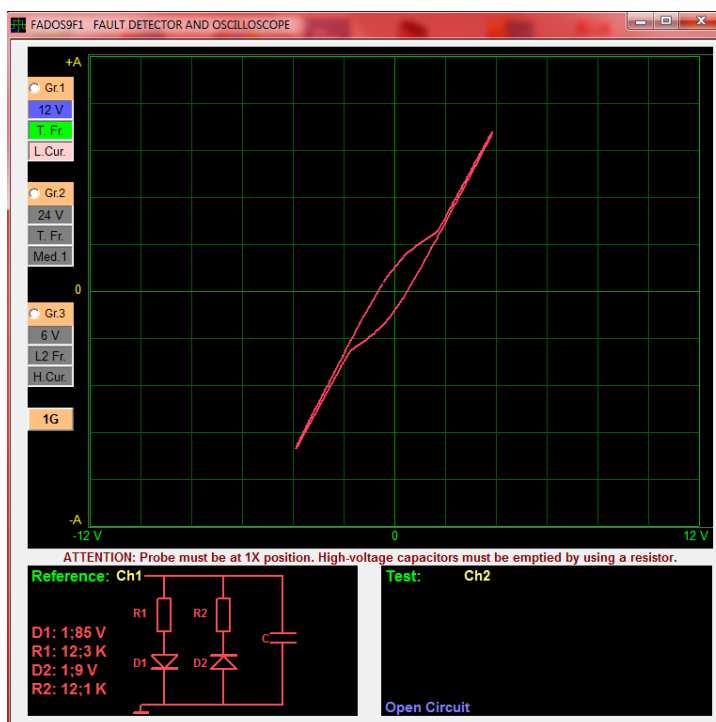 FADOS9F1   FAULT DETECTOR AND OSCILLOSCOPE
+A
Gr.1
12 V
T. Fr.
L.Cur.
Gr.2
24 V
T. Fr.
Med.1
0
Gr.3
6 V
L2 Fr.
H.Cur.
1G
-A
-12 V
0
12 V
ATTENTION: Probe must be at 1X position. High-voltage capacitors must be emptied by using a resistor.
Reference: Ch1
R1
R2
C
D1: 1;85 V
R1: 12;3 K
D2: 1;9 V
R2: 12;1 K
D1
D2
Test: Ch2
Open Circuit